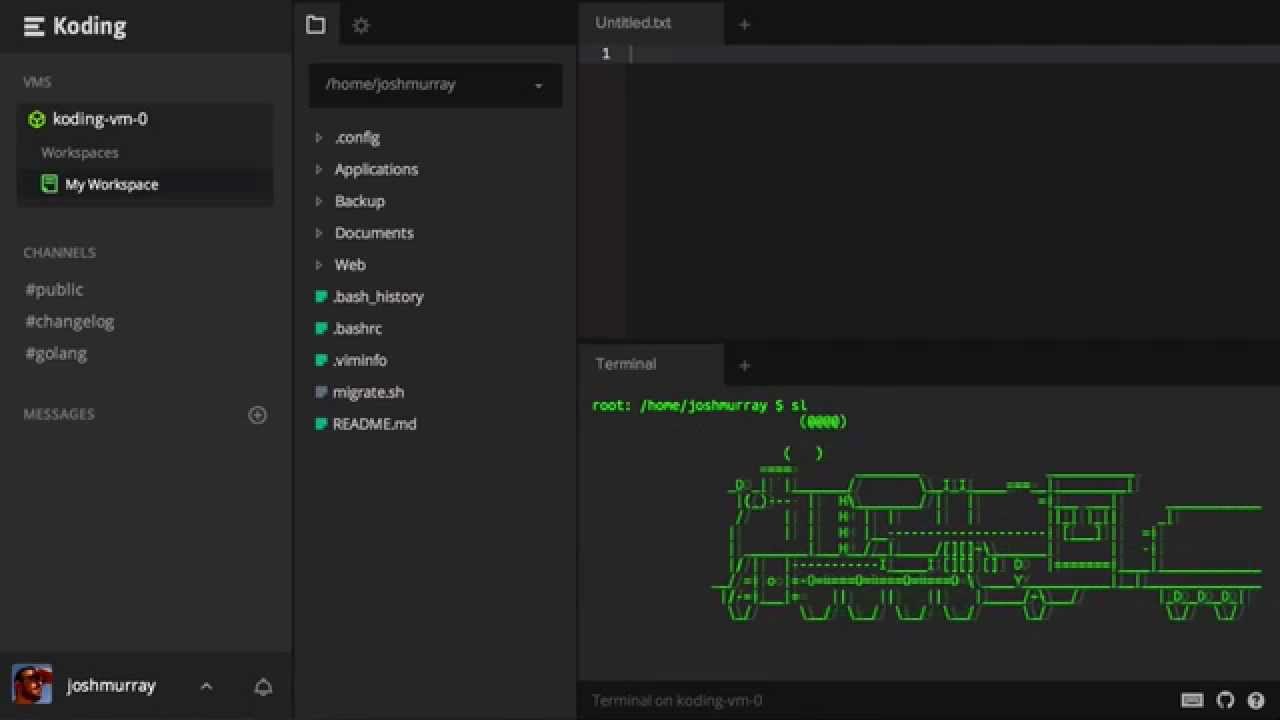 Koding
VMS
koding-vm-0
Workspaces
My Workspace
CHANNELS
#public
#changelog
#golang
MESSAGES
joshmurray
/home/joshmurray
.config
Applications
Backup
Documents
Web
.bash_history
.bashrc
.viminfo
migrate.sh
README.md
Untitled.txt
1
Terminal
root: /home/joshmurray $ sl
Terminal on koding-vm-0